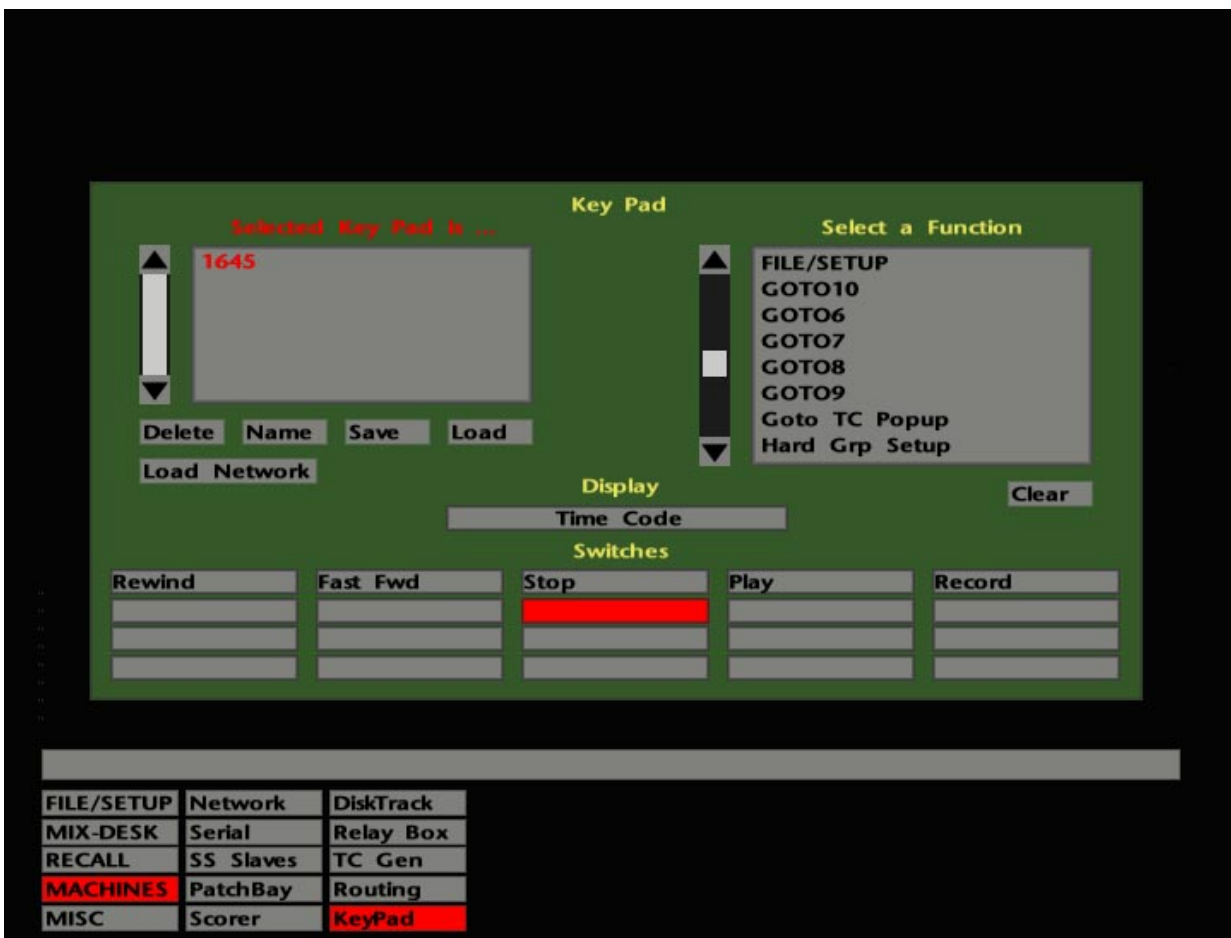 Key Pad
Selected Key Pad is ...
Select a Function
1645
FILE/SETUP
GOTO10
GOTO6
GOTO7
GOTO8
GOTO9
Goto TC Popup
Hard Grp Setup
Delete Name Save Load
Load Network
Clear
Display
Time Code
Switches
Rewind Fast Fwd Stop Play Record
FILE/SETUP Network DiskTrack
MIX-DESK Serial Relay Box
RECALL SS Slaves TC Gen
MACHINES PatchBay Routing
MISC Scorer KeyPad